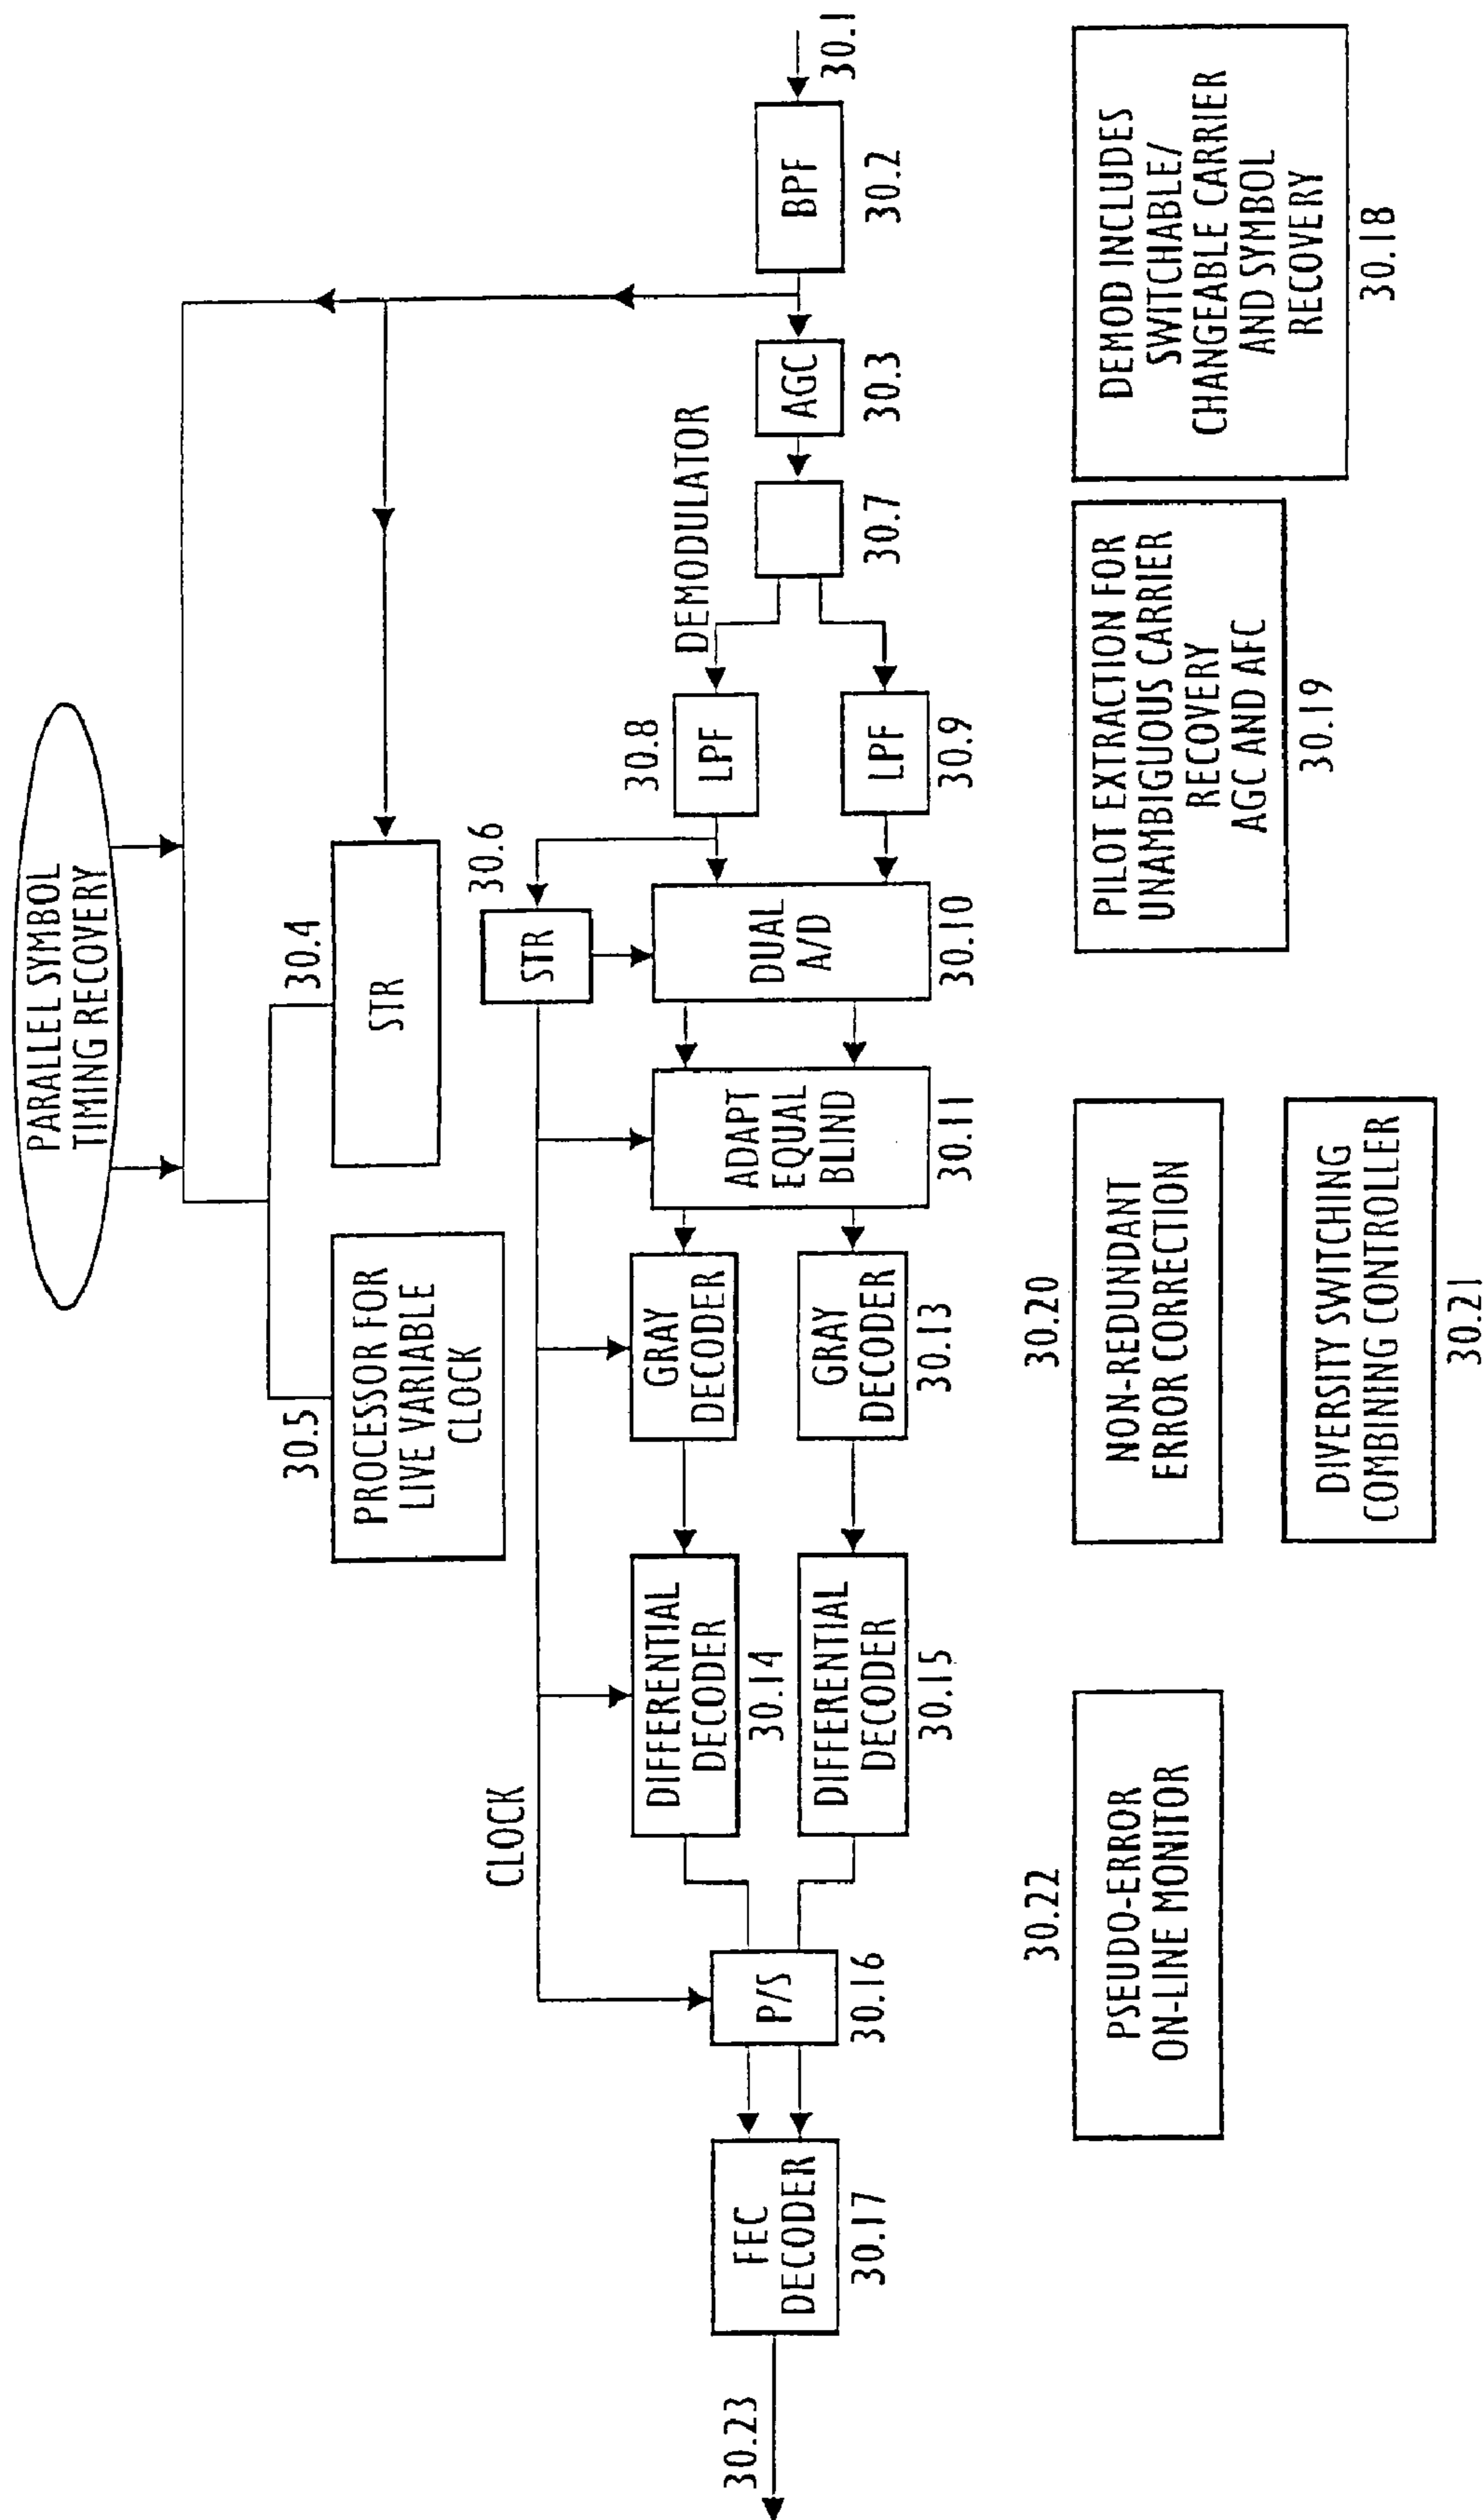 PARALLEL SYMBOL
TIMING RECOVERY
30.5
PROCESSOR FOR
LIVE VARIABLE
CLOCK
30.4
STR
CLOCK
30.6
STR
30.23
FEC
DECODER
30.17
P/S
30.16
DIFFERENTIAL
DECODER
30.14
DIFFERENTIAL
DECODER
30.15
GRAY
DECODER
GRAY
DECODER
30.13
ADAPT
EQUAL
BLIND
30.11
DUAL
A/D
30.10
30.8
LPF
LPF
30.9
DEMODULATOR
30.7
AGC
30.3
BPF
30.2
30.1
30.22
PSEUDO-ERROR
ON-LINE MONITOR
30.20
NON-REDUNDANT
ERROR CORRECTION
DIVERSITY SWITCHING
COMBINING CONTROLLER
30.21
PILOT EXTRACTION FOR
UNAMBIGUOUS CARRIER
RECOVERY
AGC AND AFC
30.19
DEMOD INCLUDES
SWITCHABLE/
CHANGEABLE CARRIER
AND SYMBOL
RECOVERY
30.18